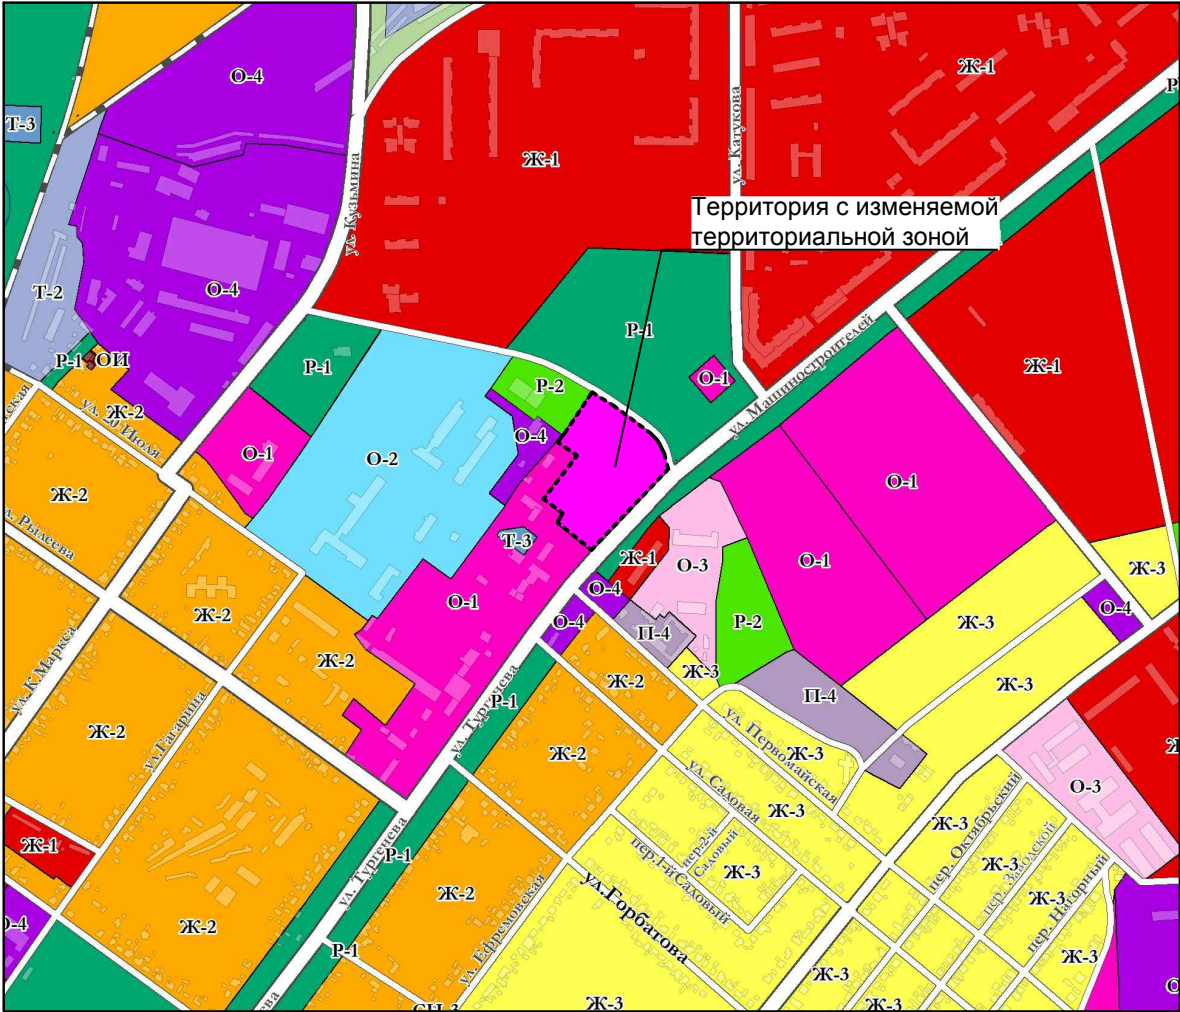 О-4
Ж-1
Т-3
Ж-1
ул. Катукова
ул. Кузьмина
Территория с изменяемой
территориальной зоной
О-4
Т-2
Р-1
Р-1
Р-1
ОИ
Ж-1
О-1
Р-2
ул. Машиностроителей
Ж-2
ул. 20 Июля
О-4
О-1
О-2
О-1
Ж-2
Т-3
Ж-1
О-3
О-1
Ж-3
ул. К.Маркса
Ж-2
О-1
О-4
О-4
П-4
Р-2
Ж-3
О-4
Ж-2
Ж-2
Ж-3
Ж-3
П-4
Р-1
ул.Гагарина
Ж-2
ул. Тургенева
Ж-2
ул. Первомайская
Ж-3
ул. Садовая
Ж-3
О-3
пер. Октябрьский
Ж-3
Ж-1
Р-1
ул. Тургенева
Ж-2
пер.1-й Садовый
пер.2-й
Садовый
Ж-3
Ж-3
пер. Заводской
Ж-3
пер. Нагорный
ул.Горбатова
Ж-2
Р-1
ул. Ефремовская
Ж-3
Ж-3
Ж-3
Ж-3